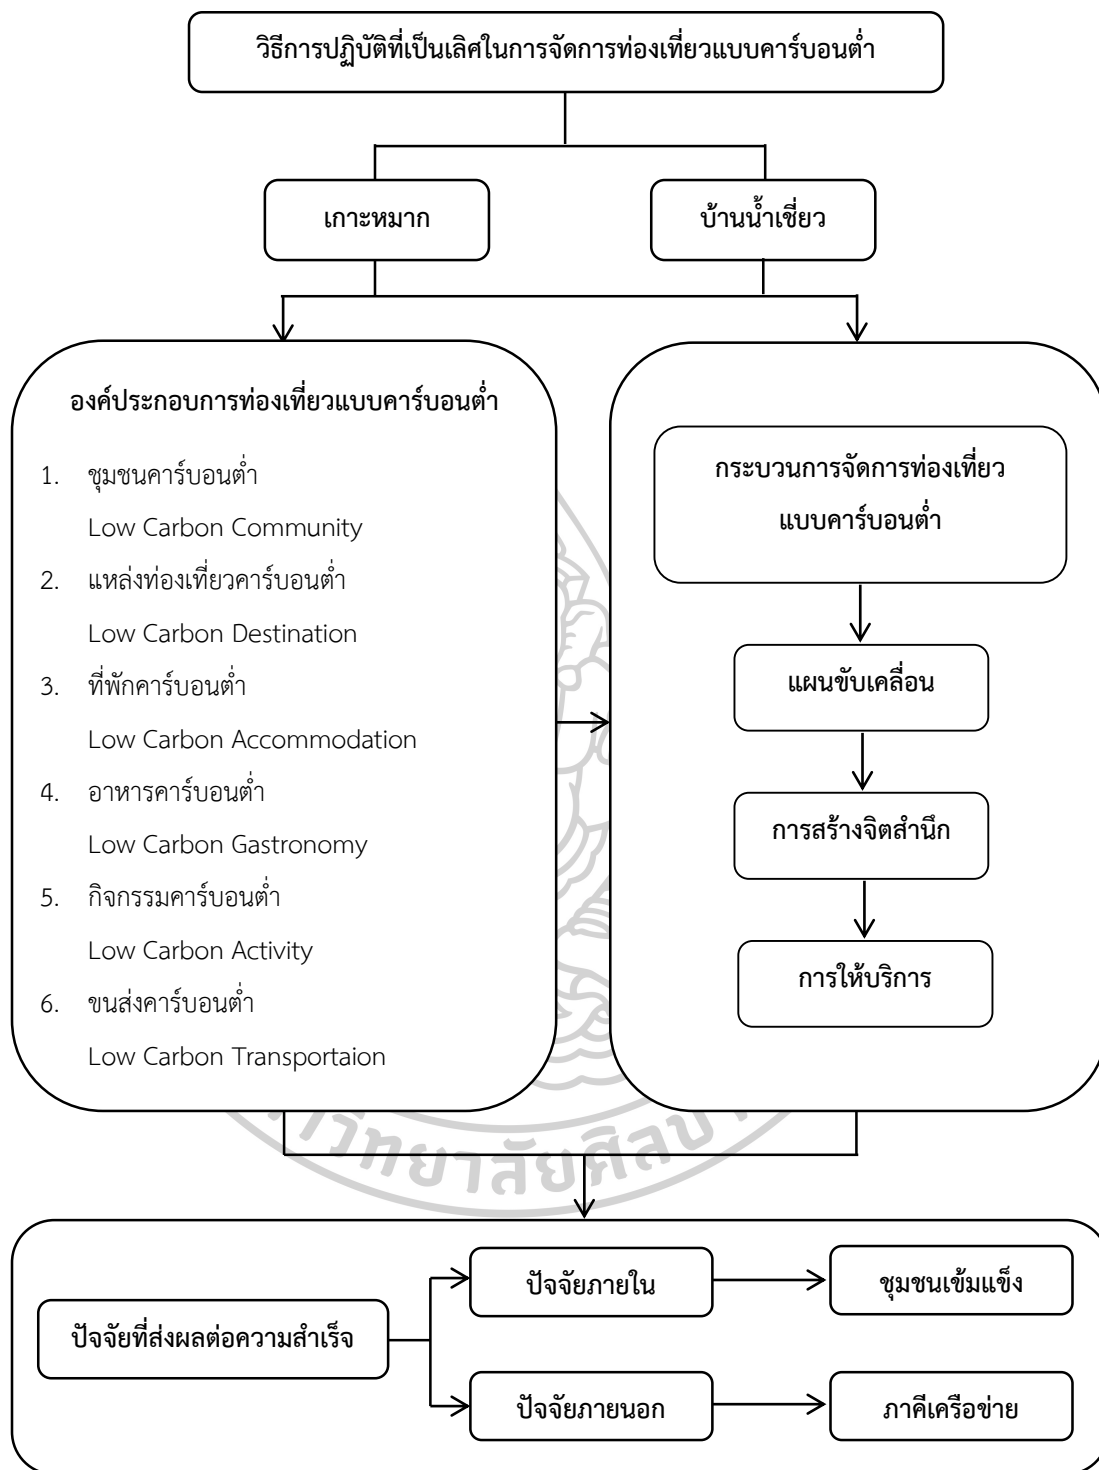 วิธีการปฏิบัติที่เป็นเลิศในการจัดการท่องเที่ยวแบบคาร์บอนต่ำ
เกาะหมาก
บ้านน้ำเชี่ยว
องค์ประกอบการท่องเที่ยวแบบคาร์บอนต่ำ
1. ชุมชนคาร์บอนต่ำ
Low Carbon Community
2. แหล่งท่องเที่ยวคาร์บอนต่ำ
Low Carbon Destination
3. ที่พักคาร์บอนต่ำ
Low Carbon Accommodation
4. อาหารคาร์บอนต่ำ
Low Carbon Gastronomy
5. กิจกรรมคาร์บอนต่ำ
Low Carbon Activity
6. ขนส่งคาร์บอนต่ำ
Low Carbon Transportaion
กระบวนการจัดการท่องเที่ยว
แบบคาร์บอนต่ำ
แผนขับเคลื่อน
การสร้างจิตสำนึก
การให้บริการ
วิทยาลัยศิลป
ปัจจัยที่ส่งผลต่อความสำเร็จ
ปัจจัยภายใน
ชุมชนเข้มแข็ง
ปัจจัยภายนอก
ภาคีเครือข่าย